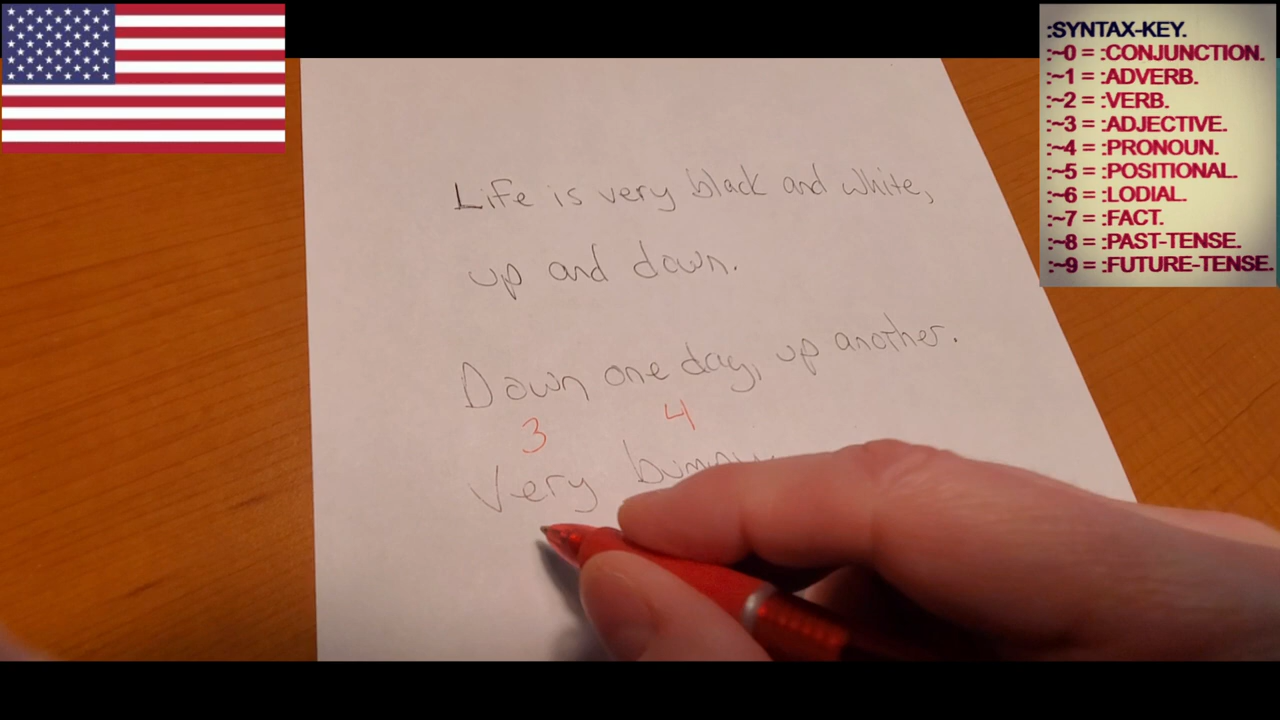 :SYNTAX-KEY.
:~0 = :CONJUNCTION.
:~1 = :ADVERB.
:~2 = :VERB.
:~3 = :ADJECTIVE.
:~4 = :PRONOUN.
:~5 = :POSITIONAL.
:~6 = :LODIAL.
:~7 = :FACT.
:~8 = :PAST-TENSE.
:~9 = :FUTURE-TENSE.
Life is very black and white,
up and down.
Down one day, up another.
3 4
Very